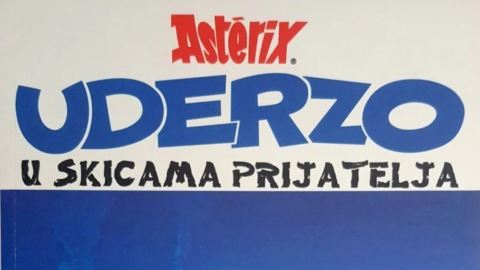 Astérix®
UDERZO
U SKICAMA PRIJATELJA